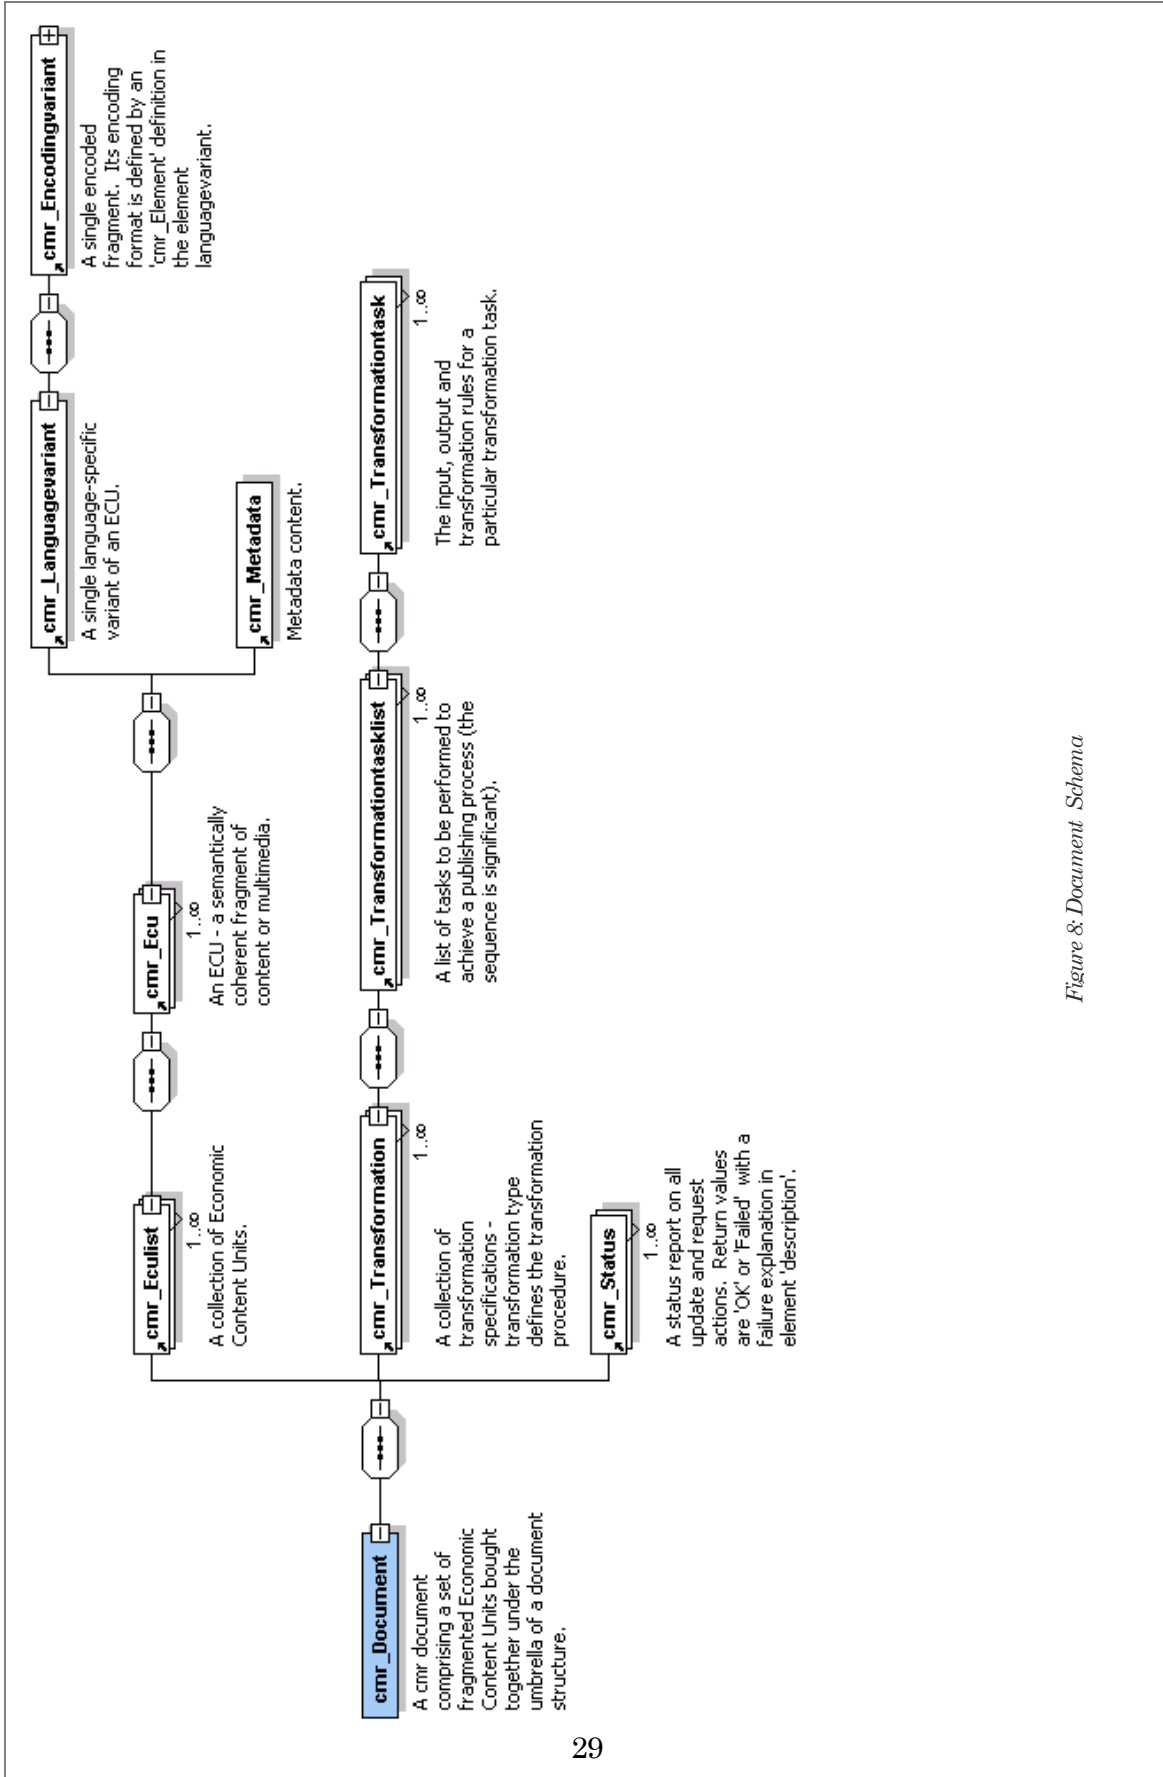 cmr_Document
A cmr document
comprising a set of
fragmented Economic
Content Units bought
together under the
umbrella of a document
structure.
cmr_Eculist
1..∞
A collection of Economic
Content Units.
cmr_Ecu
1..∞
An ECU - a semantically
coherent fragment of
content or multimedia.
cmr_Languagevariant
A single language-specific
variant of an ECU.
cmr_Encodingvariant
A single encoded
fragment. Its encoding
format is defined by an
'cmr_Element' definition in
the element
languagevariant.
cmr_Metadata
Metadata content.
cmr_Transformation
1..∞
A collection of
transformation
specifications -
transformation type
defines the transformation
procedure.
cmr_Transformationtasklist
1..∞
A list of tasks to be performed to
achieve a publishing process (the
sequence is significant).
cmr_Transformationtask
1..∞
The input, output and
transformation rules for a
particular transformation task.
cmr_Status
1..∞
A status report on all
update and request
actions. Return values
are 'OK' or 'Failed' with a
failure explanation in
element 'description'.
Figure 8: Document Schema
29